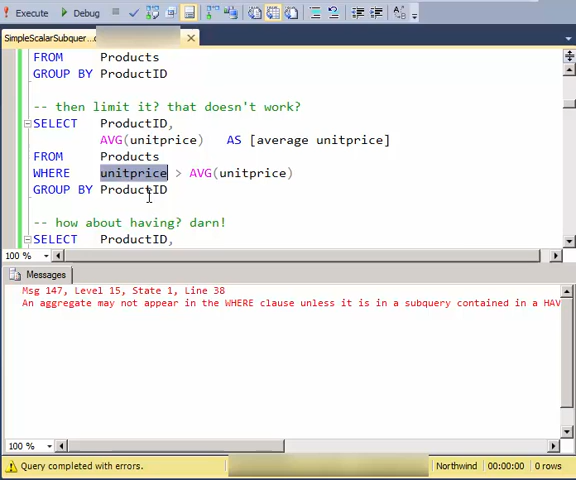 Execute Debug
SimpleScalarSubquer...
FROM Products
GROUP BY ProductID
-- then limit it? that doesn't work?
SELECT ProductID,
AVG(unitprice) AS [average unitprice]
FROM Products
WHERE unitprice > AVG(unitprice)
GROUP BY ProductID
-- how about having? darn!
SELECT ProductID,
100 %
Messages
Msg 147, Level 15, State 1, Line 38
An aggregate may not appear in the WHERE clause unless it is in a subquery contained in a HAV
100 %
Query completed with errors. Northwind 00:00:00 0 rows